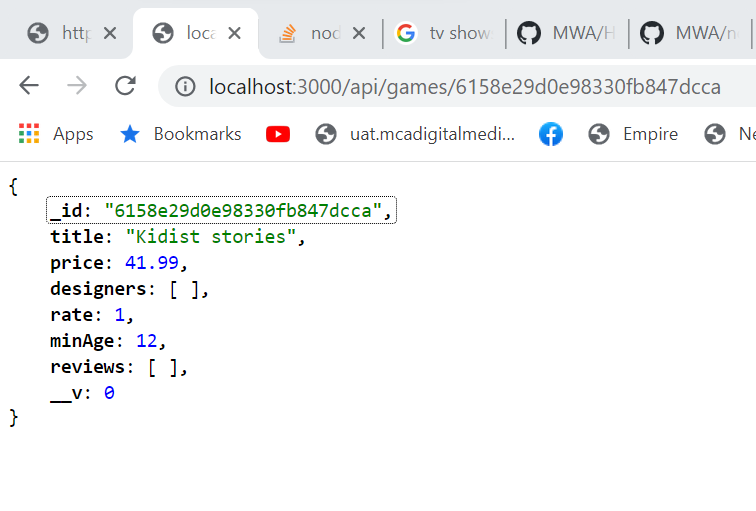 http
loca
nod
tv show
MWA/H
MWA/n
localhost:3000/api/games/6158e29d0e98330fb847dcca
Apps
Bookmarks
uat.mcadigitalmedi...
Empire
Ne
{
_id: "6158e29d0e98330fb847dcca",
title: "Kidist stories",
price: 41.99,
designers: [ ],
rate: 1,
minAge: 12,
reviews: [ ],
__v: 0
}